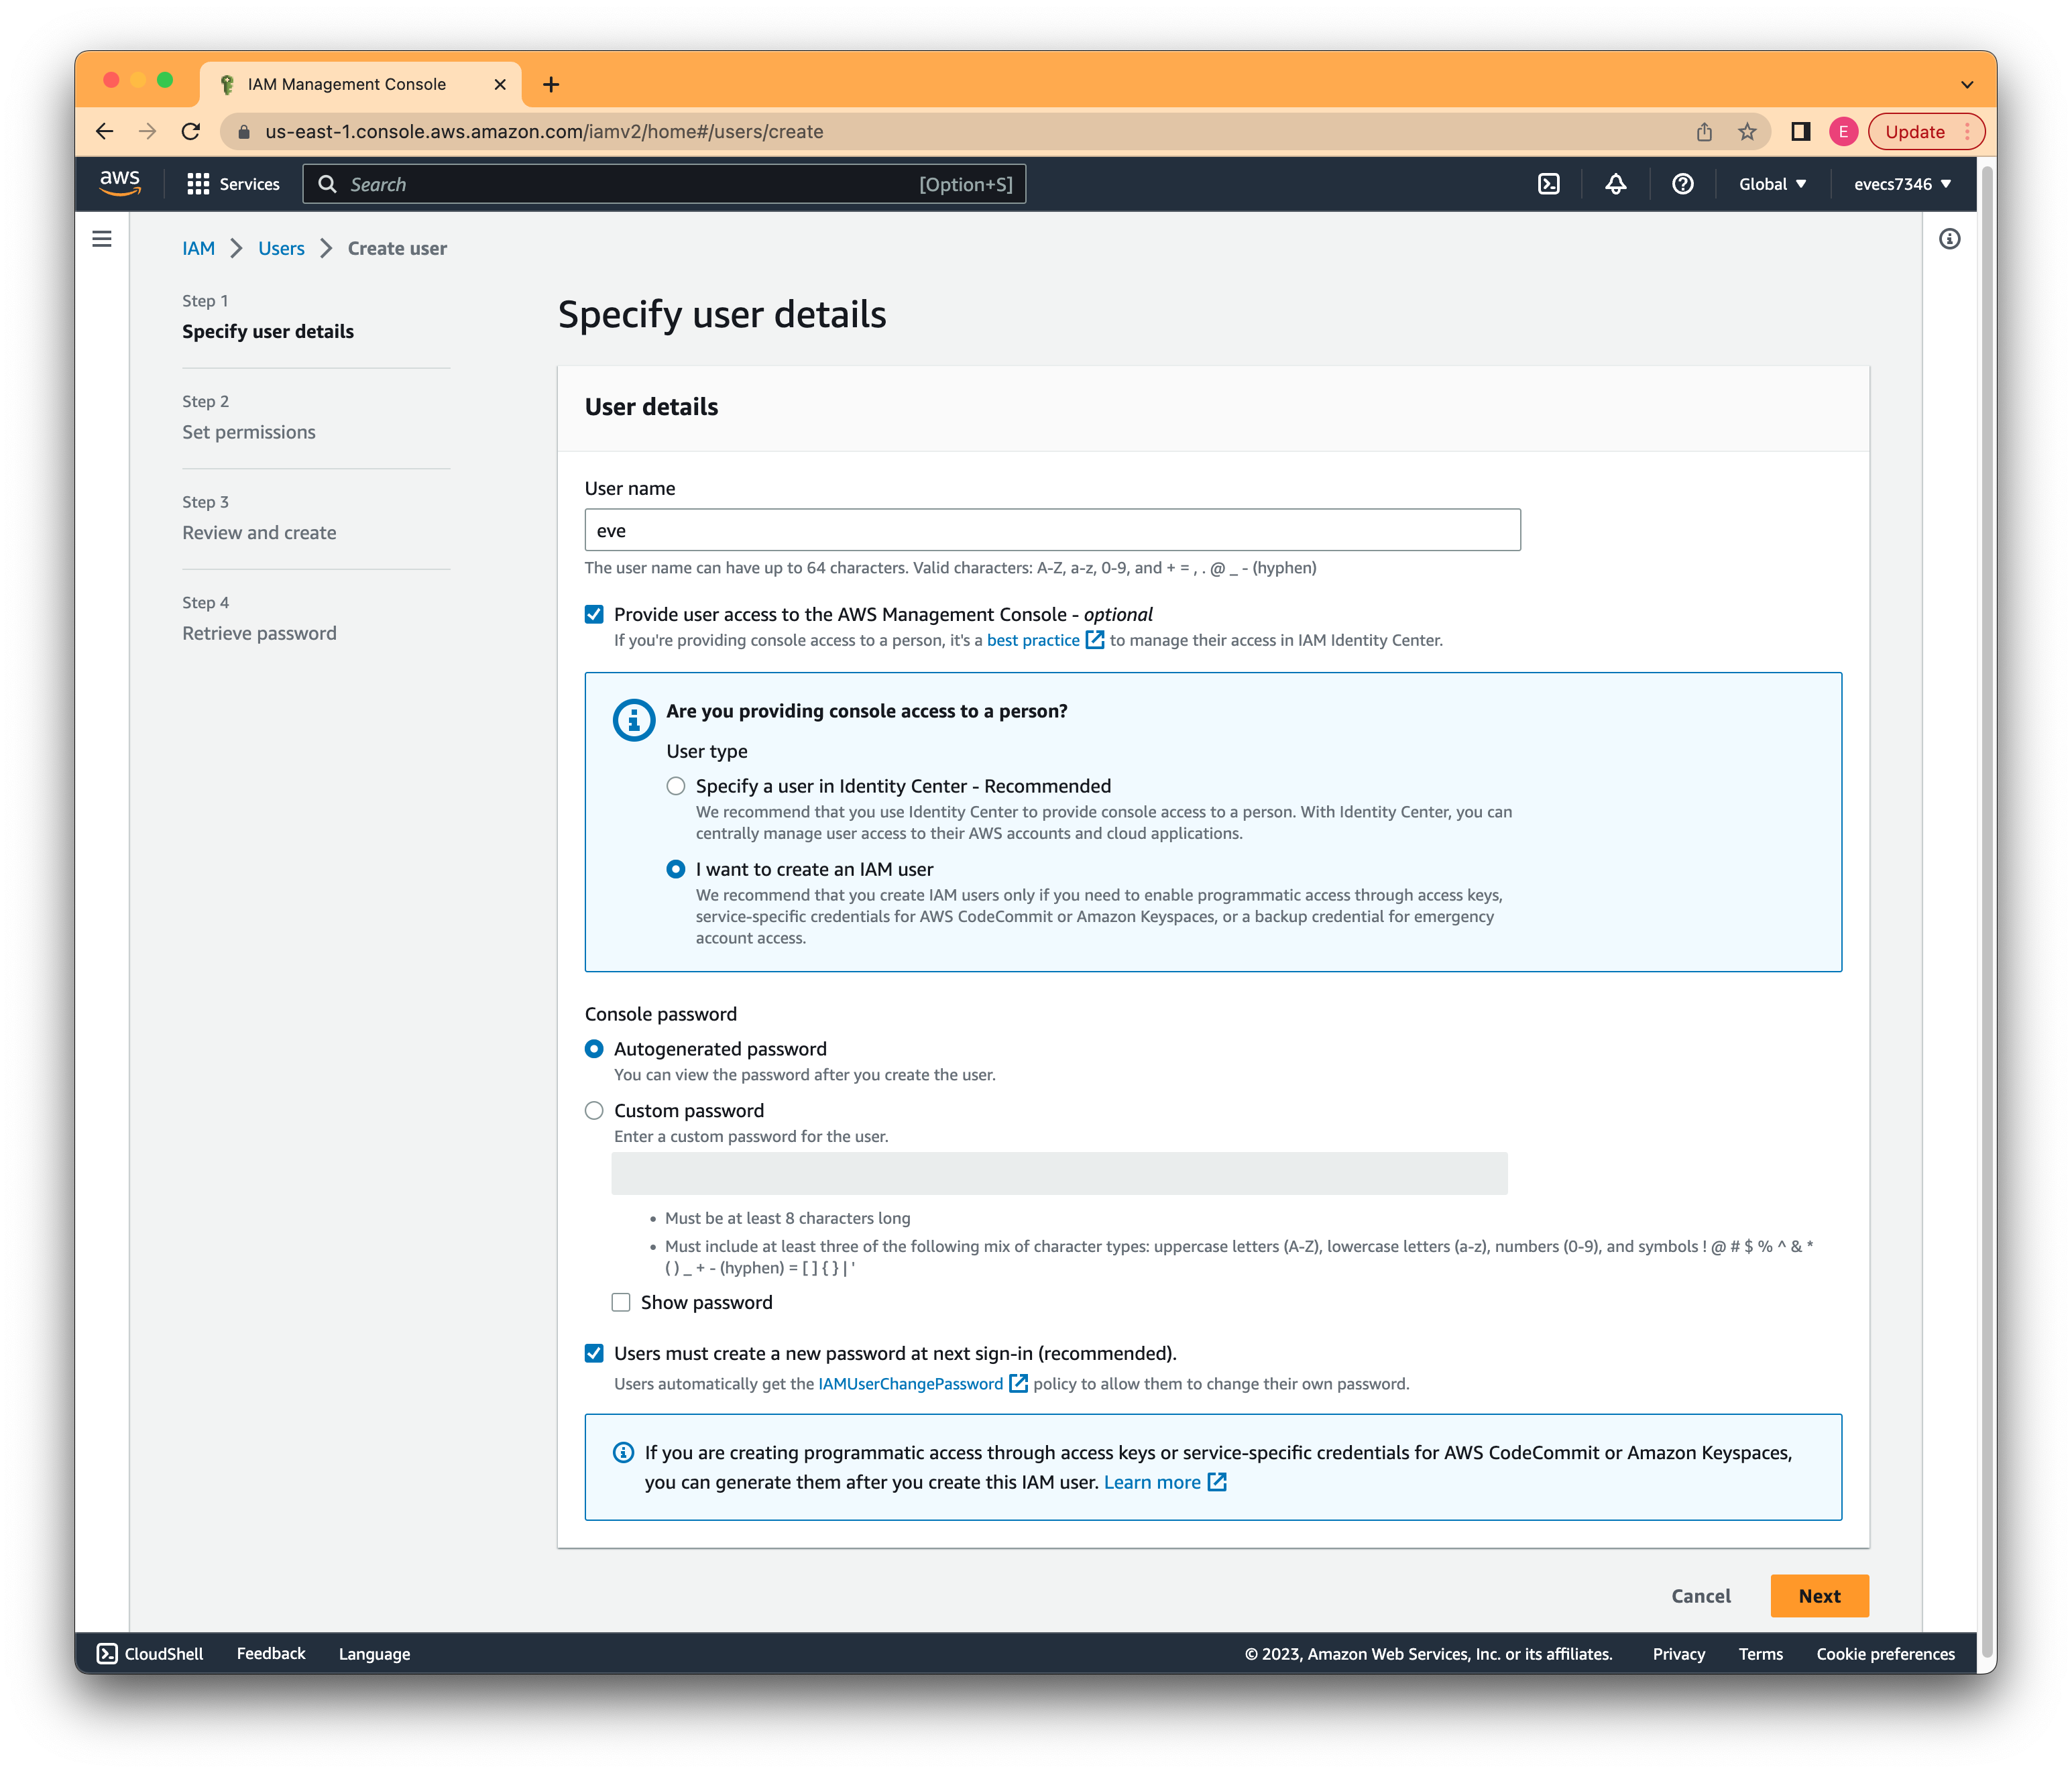 IAM Management Console
us-east-1.console.aws.amazon.com/iamv2/home#/users/create
E
Update
aws
Services
Search
[Option+S]
Global
evecs7346
IAM
Users
Create user
Step 1
Specify user details
Step 2
Set permissions
Step 3
Review and create
Step 4
Retrieve password
Specify user details
User details
User name
eve
The user name can have up to 64 characters. Valid characters: A-Z, a-z, 0-9, and + = , . @ _ - (hyphen)
Provide user access to the AWS Management Console - optional
If you're providing console access to a person, it's a best practice to manage their access in IAM Identity Center.
Are you providing console access to a person?
User type
Specify a user in Identity Center - Recommended
We recommend that you use Identity Center to provide console access to a person. With Identity Center, you can
centrally manage user access to their AWS accounts and cloud applications.
I want to create an IAM user
We recommend that you create IAM users only if you need to enable programmatic access through access keys,
service-specific credentials for AWS CodeCommit or Amazon Keyspaces, or a backup credential for emergency
account access.
Console password
Autogenerated password
You can view the password after you create the user.
Custom password
Enter a custom password for the user.
• Must be at least 8 characters long
• Must include at least three of the following mix of character types: uppercase letters (A-Z), lowercase letters (a-z), numbers (0-9), and symbols ! @ # $ % ^ & *
( ) _ + - (hyphen) = [ ] { } | '
Show password
Users must create a new password at next sign-in (recommended).
Users automatically get the IAMUserChangePassword policy to allow them to change their own password.
If you are creating programmatic access through access keys or service-specific credentials for AWS CodeCommit or Amazon Keyspaces,
you can generate them after you create this IAM user. Learn more
Cancel
Next
CloudShell
Feedback
Language
© 2023, Amazon Web Services, Inc. or its affiliates.
Privacy
Terms
Cookie preferences